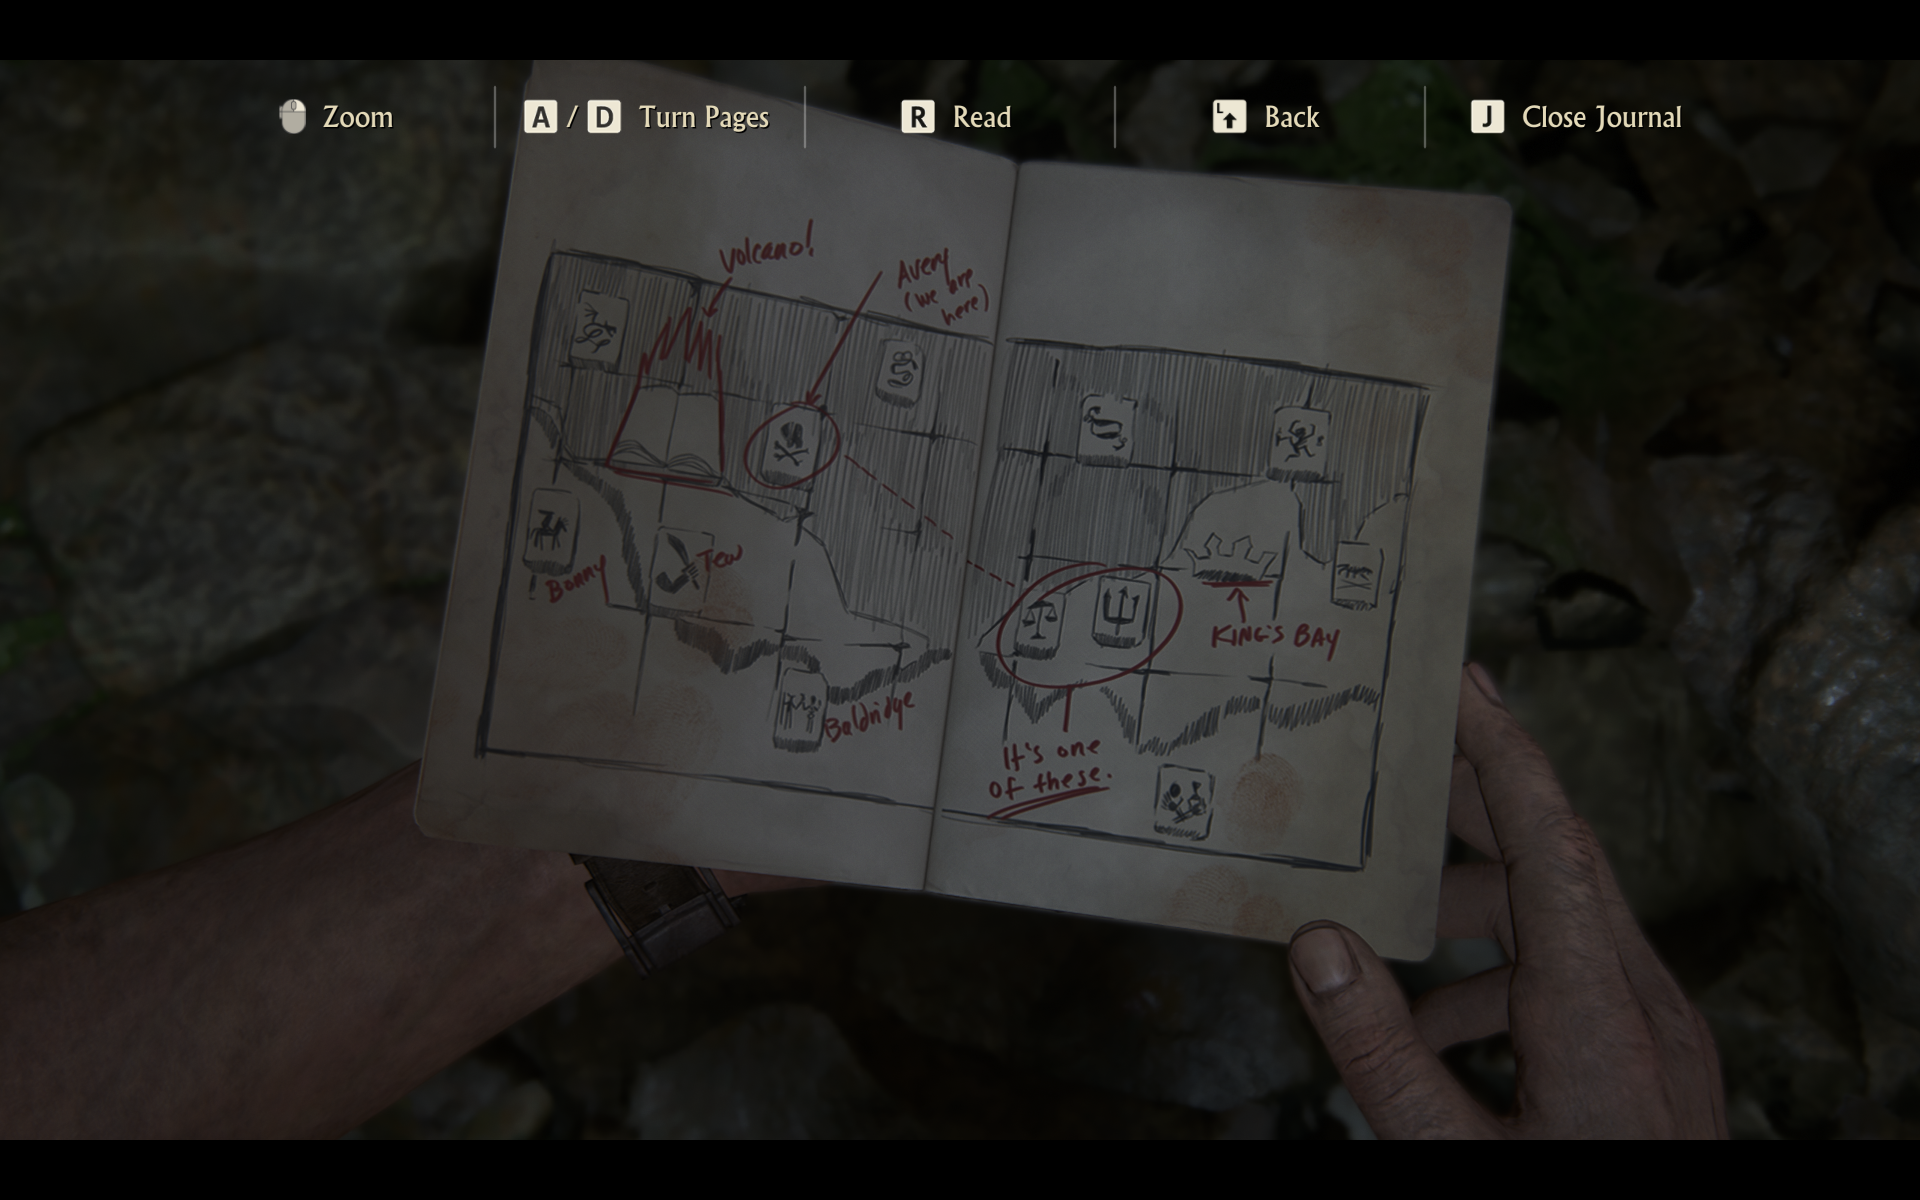 Zoom
A / D Turn Pages
R Read
L Back
J Close Journal
Volcano!
Avery
(we are
here)
Bonny
Tew
Baldridge
KING'S BAY
It's one
of these.